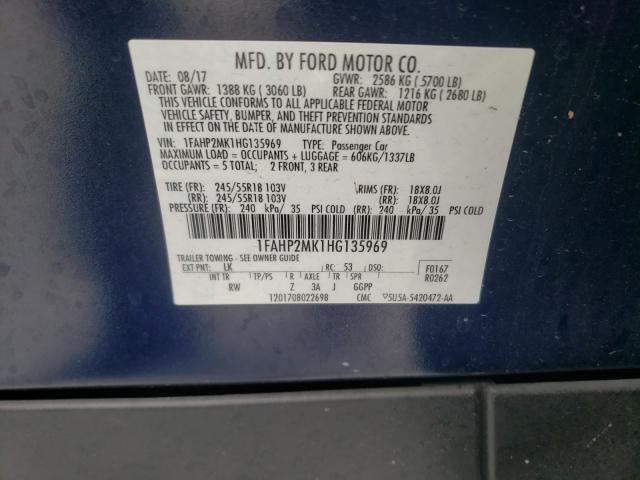 MFD. BY FORD MOTOR CO.
DATE: 08/17 GVWR: 2586 KG ( 5700 LB)
FRONT GAWR: 1388 KG ( 3060 LB) REAR GAWR: 1216 KG ( 2680 LB)
THIS VEHICLE CONFORMS TO ALL APPLICABLE FEDERAL MOTOR
VEHICLE SAFETY, BUMPER, AND THEFT PREVENTION STANDARDS
IN EFFECT ON THE DATE OF MANUFACTURE SHOWN ABOVE.
VIN: 1FAHP2MK1HG135969 TYPE: Passenger Car
MAXIMUM LOAD = OCCUPANTS + LUGGAGE = 606KG/1337LB
OCCUPANTS = 5 TOTAL; 2 FRONT, 3 REAR
TIRE (FR): 245/55R18 103V RIMS (FR): 18X8.0J
(RR): 245/55R18 103V (RR): 18X8.0J
PRESSURE (FR): 240 kPa/ 35 PSI COLD (RR): 240 kPa/ 35 PSI COLD
1FAHP2MK1HG135969
TRAILER TOWING - SEE OWNER GUIDE
EXT PNT: LK RC: 53 DSO: F0167
INT TR TP/PS R AXLE TR SPR R0262
RW Z 3A J GGPP
1201708022698 CMC 5U5A-5420472-AA